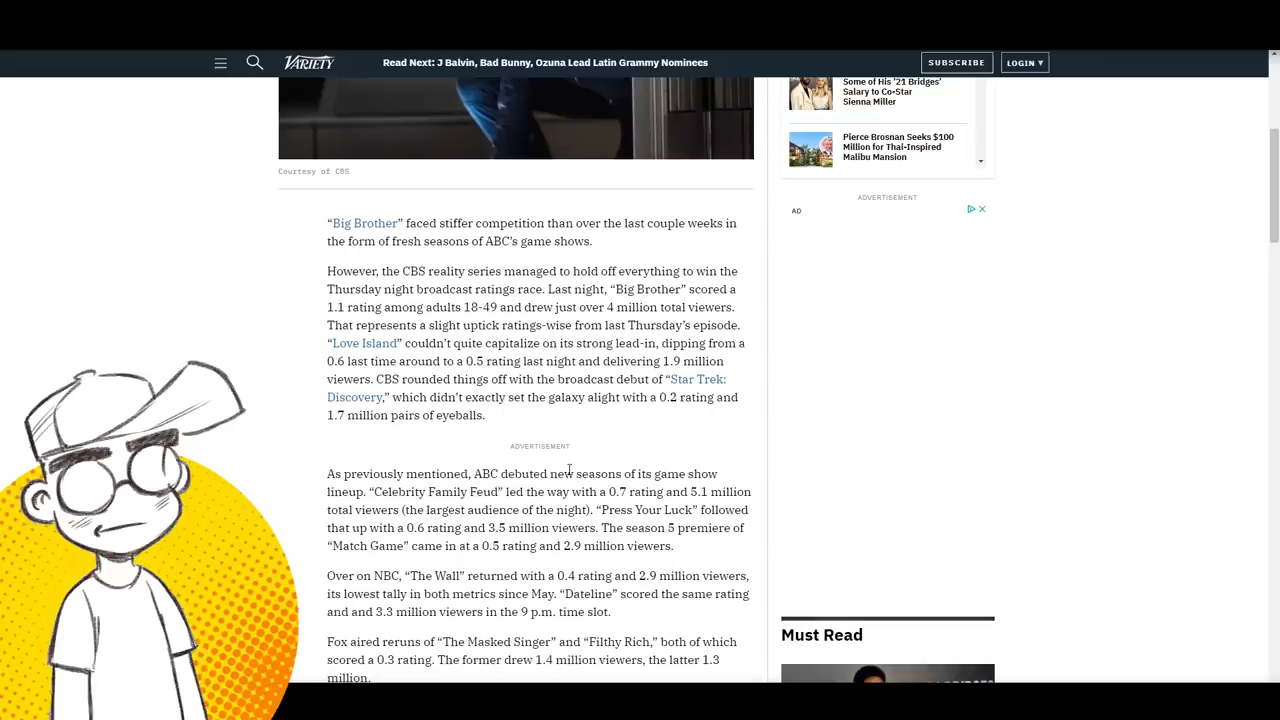 VARIETY
Read Next: J Balvin, Bad Bunny, Ozuna Lead Latin Grammy Nominees
SUBSCRIBE
LOGIN
Some of His '21 Bridges'
Salary to Co-Star
Sienna Miller
Pierce Brosnan Seeks $100
Million for Thai-Inspired
Malibu Mansion
Courtesy of CBS
ADVERTISEMENT
AD
“Big Brother” faced stiffer competition than over the last couple weeks in
the form of fresh seasons of ABC’s game shows.
However, the CBS reality series managed to hold off everything to win the
Thursday night broadcast ratings race. Last night, “Big Brother” scored a
1.1 rating among adults 18-49 and drew just over 4 million total viewers.
That represents a slight uptick ratings-wise from last Thursday’s episode.
“Love Island” couldn’t quite capitalize on its strong lead-in, dipping from a
0.6 last time around to a 0.5 rating last night and delivering 1.9 million
viewers. CBS rounded things off with the broadcast debut of “Star Trek:
Discovery,” which didn’t exactly set the galaxy alight with a 0.2 rating and
1.7 million pairs of eyeballs.
ADVERTISEMENT
As previously mentioned, ABC debuted new seasons of its game show
lineup. “Celebrity Family Feud” led the way with a 0.7 rating and 5.1 million
total viewers (the largest audience of the night). “Press Your Luck” followed
that up with a 0.6 rating and 3.5 million viewers. The season 5 premiere of
“Match Game” came in at a 0.5 rating and 2.9 million viewers.
Over on NBC, “The Wall” returned with a 0.4 rating and 2.9 million viewers,
its lowest tally in both metrics since May. “Dateline” scored the same rating
and and 3.3 million viewers in the 9 p.m. time slot.
Fox aired reruns of “The Masked Singer” and “Filthy Rich,” both of which
scored a 0.3 rating. The former drew 1.4 million viewers, the latter 1.3
million.
Must Read